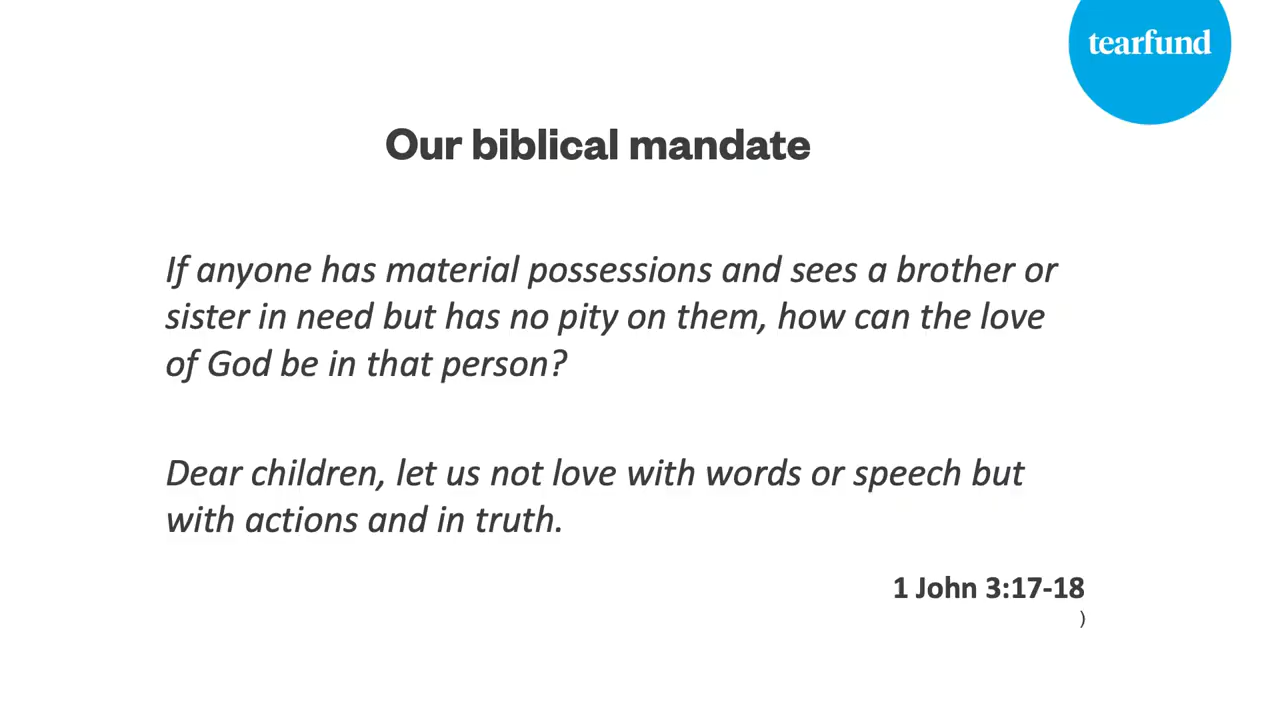 tearfund
Our biblical mandate
If anyone has material possessions and sees a brother or
sister in need but has no pity on them, how can the love
of God be in that person?
Dear children, let us not love with words or speech but
with actions and in truth.
1 John 3:17-18
)